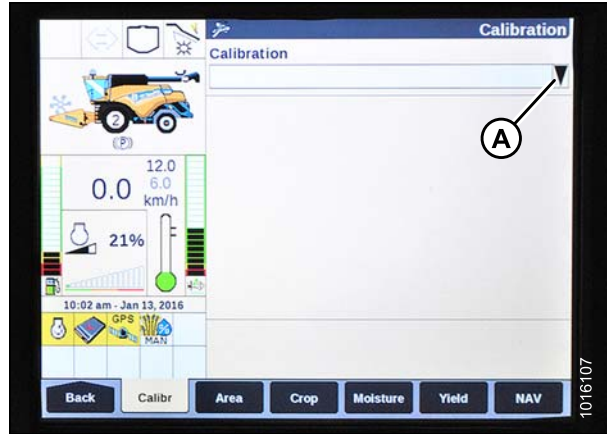 Calibration
Calibration
A
2
(P)
12.0
0.0 6.0
km/h
21%
10:02 am - Jan 13, 2016
GPS
MAN
Back Calibr Area Crop Moisture Yield NAV
1016107